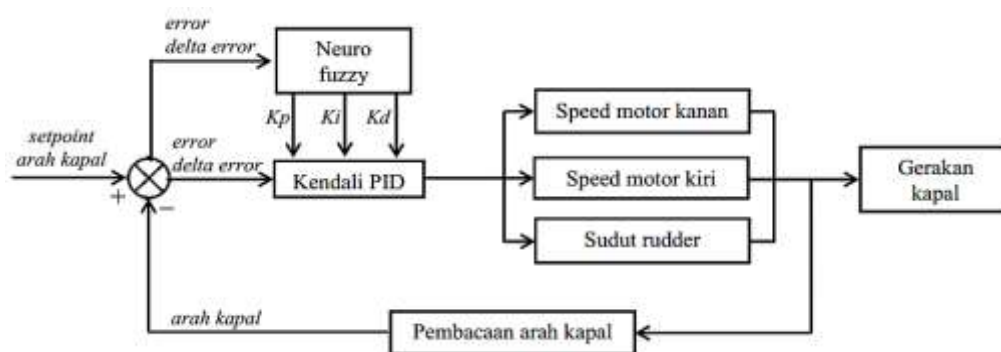 error
delta error
Neuro
fuzzy
Kp
Ki
Kd
setpoint
arah kapal
+
−
error
delta error
Kendali PID
Speed motor kanan
Speed motor kiri
Sudut rudder
Gerakan
kapal
arah kapal
Pembacaan arah kapal